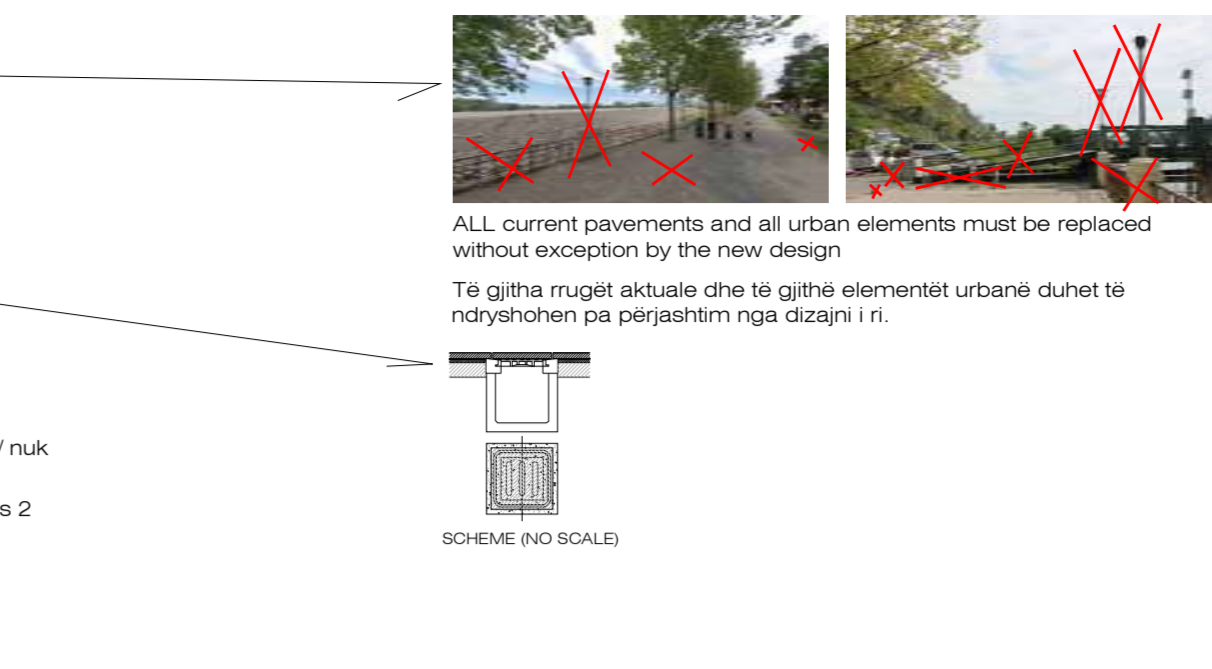 ALL current pavements and all urban elements must be replaced
without exception by the new design
Të gjitha rrugët aktuale dhe të gjithë elementët urbanë duhet të
ndryshohen pa përjashtim nga dizajni i ri.
/ nuk
s 2
SCHEME (NO SCALE)